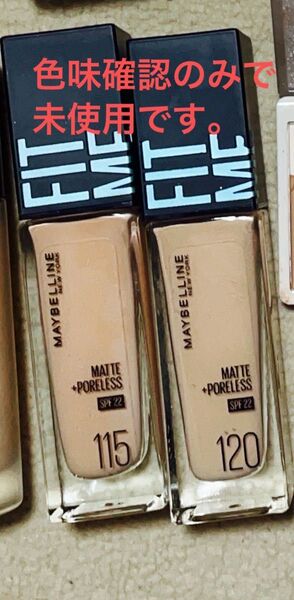 色味確認のみで
未使用です。
FIT
ME
FIT
ME
MAYBELLINE
NEW YORK
MATTE
+PORELESS
SPF 22
115
MAYBELLINE
NEW YORK
MATTE
+PORELESS
SPF 22
120